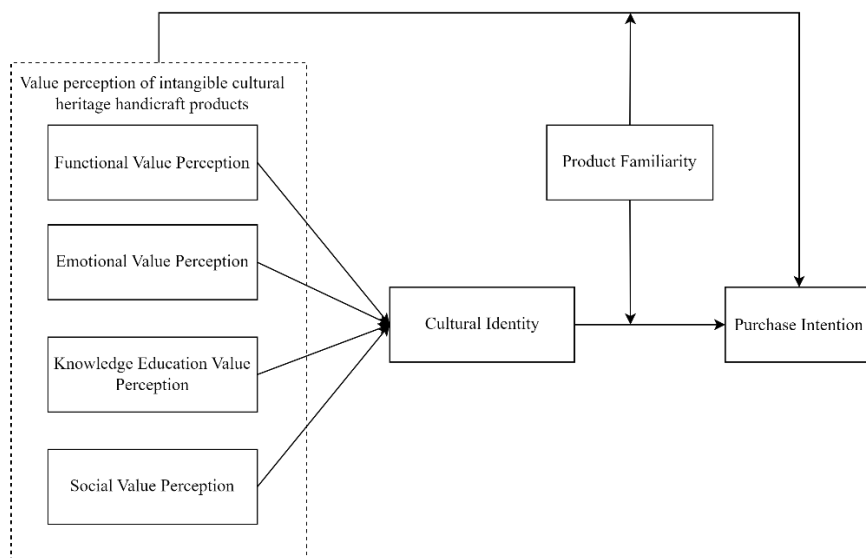 Value perception of intangible cultural
heritage handicraft products
Functional Value Perception
Product Familiarity
Emotional Value Perception
Cultural Identity
Purchase Intention
Knowledge Education Value
Perception
Social Value Perception